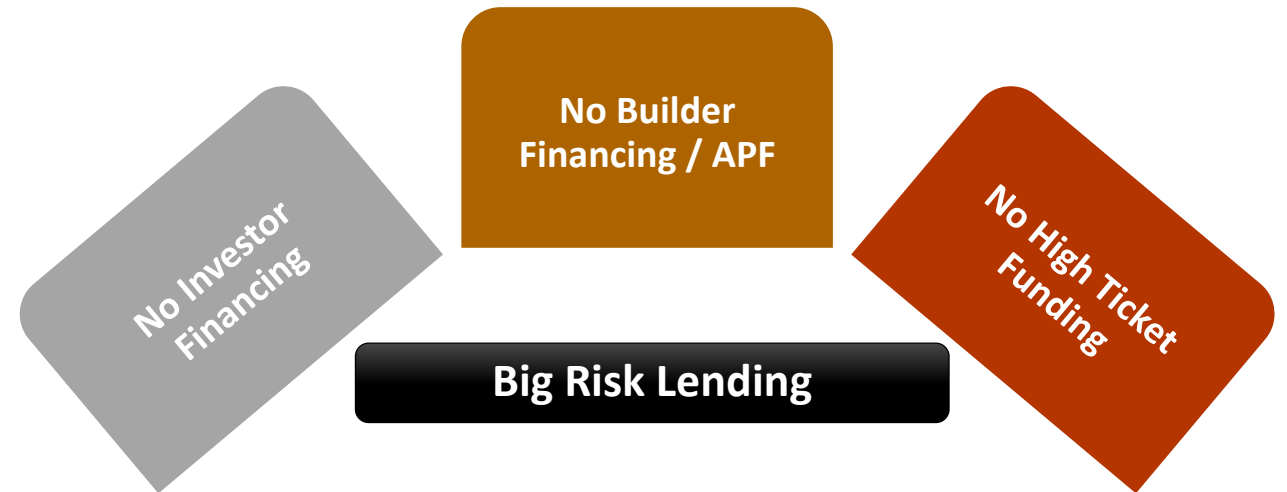 No Builder
Financing / APF
No Investor
Financing
No High Ticket
Funding
Big Risk Lending